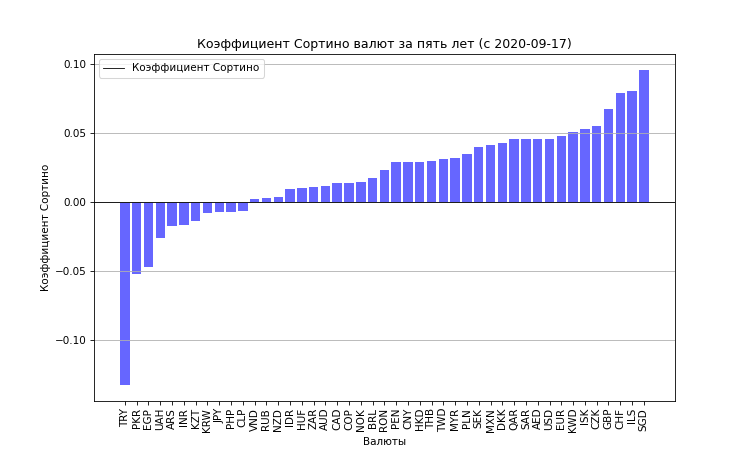 Коэффициент Сортино валют за пять лет (с 2020-09-17)
Коэффициент Сортино
0.10
0.05
0.00
−0.05
−0.10
Коэффициент Сортино
TRY PKR EGP UAH ARS INR KZT KRW JPY PHP CLP VND RUB NZD IDR HUF ZAR AUD CAD COP NOK BRL RON PEN CNY HKD THB TWD MYR PLN SEK MXN DKK QAR SAR AED USD EUR KWD ISK CZK GBP CHF ILS SGD
Валюты